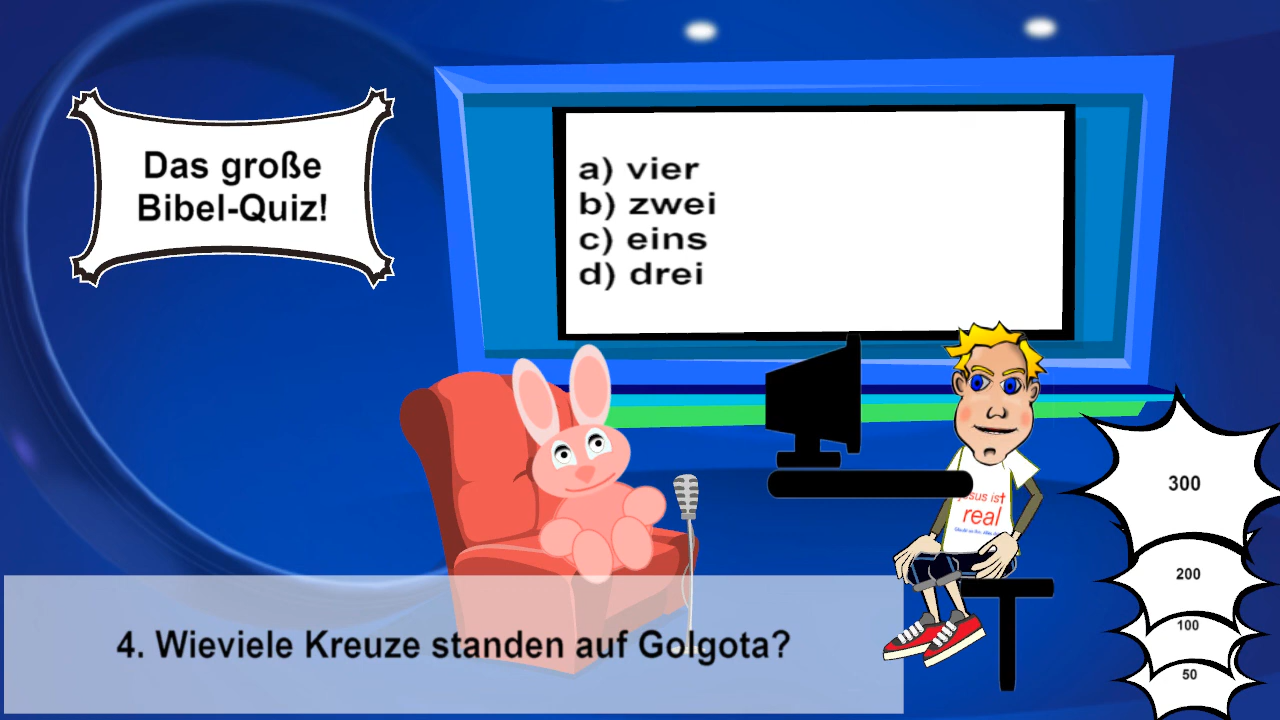 Das große
Bibel-Quiz!
a) vier
b) zwei
c) eins
d) drei
Jesus ist
real
300
200
100
50
4. Wieviele Kreuze standen auf Golgota?